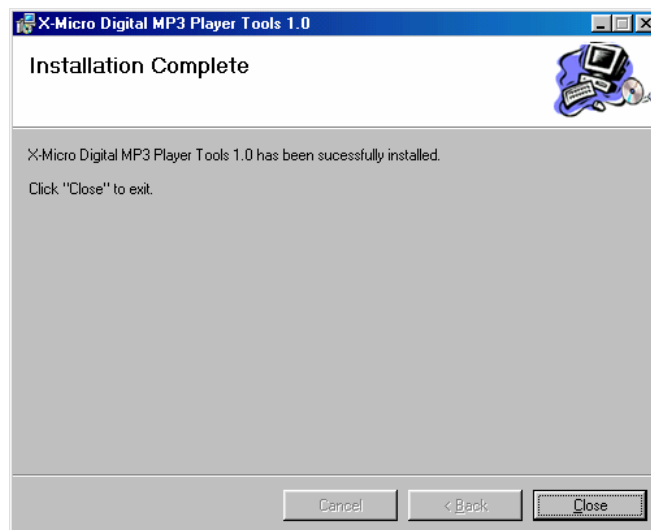 X-Micro Digital MP3 Player Tools 1.0
Installation Complete
X-Micro Digital MP3 Player Tools 1.0 has been sucessfully installed.
Click "Close" to exit.
Cancel
< Back
Close